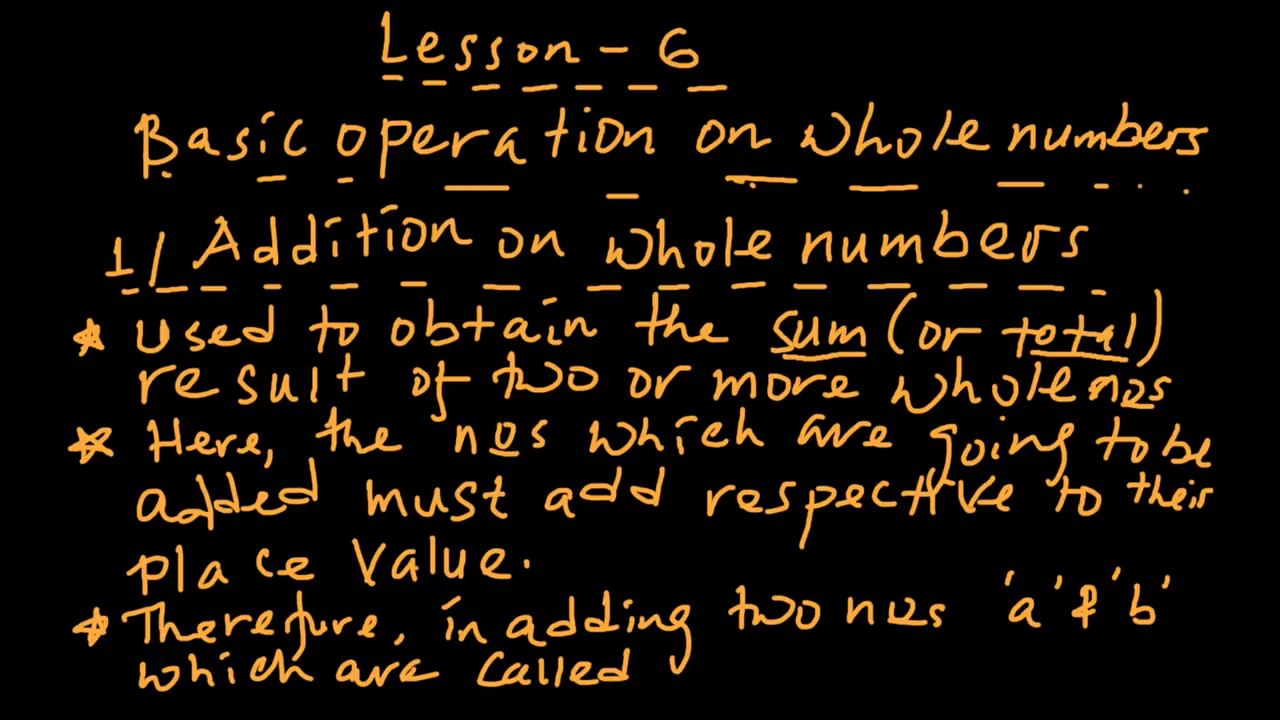 Lesson - 6
Basic operation on whole numbers
1/ Addition on whole numbers
* used to obtain the sum (or total)
result of two or more whole nos
* Here, the nos which are going to be
added must add respective to their
place value.
* Therefore, in adding two nos 'a' & 'b'
which are called